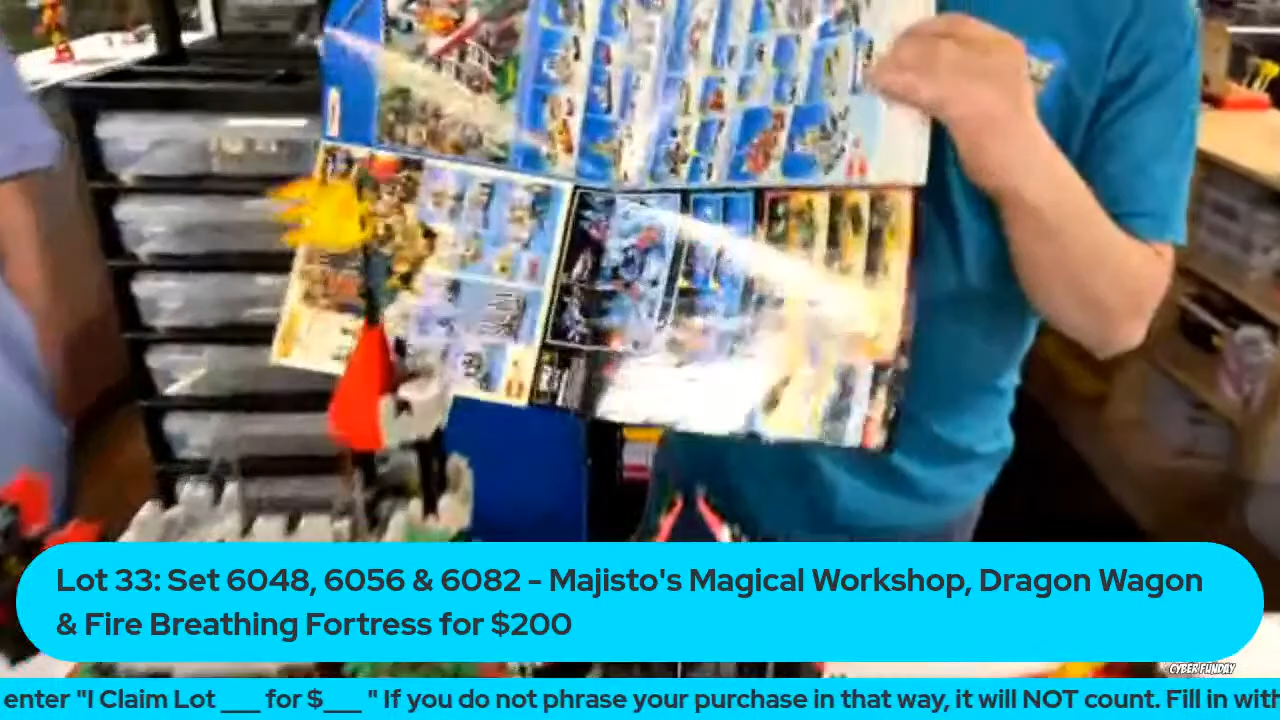 Lot 33: Set 6048, 6056 & 6082 - Majisto's Magical Workshop, Dragon Wagon
& Fire Breathing Fortress for $200
CYBER FUNDAY
enter "I Claim Lot ___ for $___ " If you do not phrase your purchase in that way, it will NOT count. Fill in with